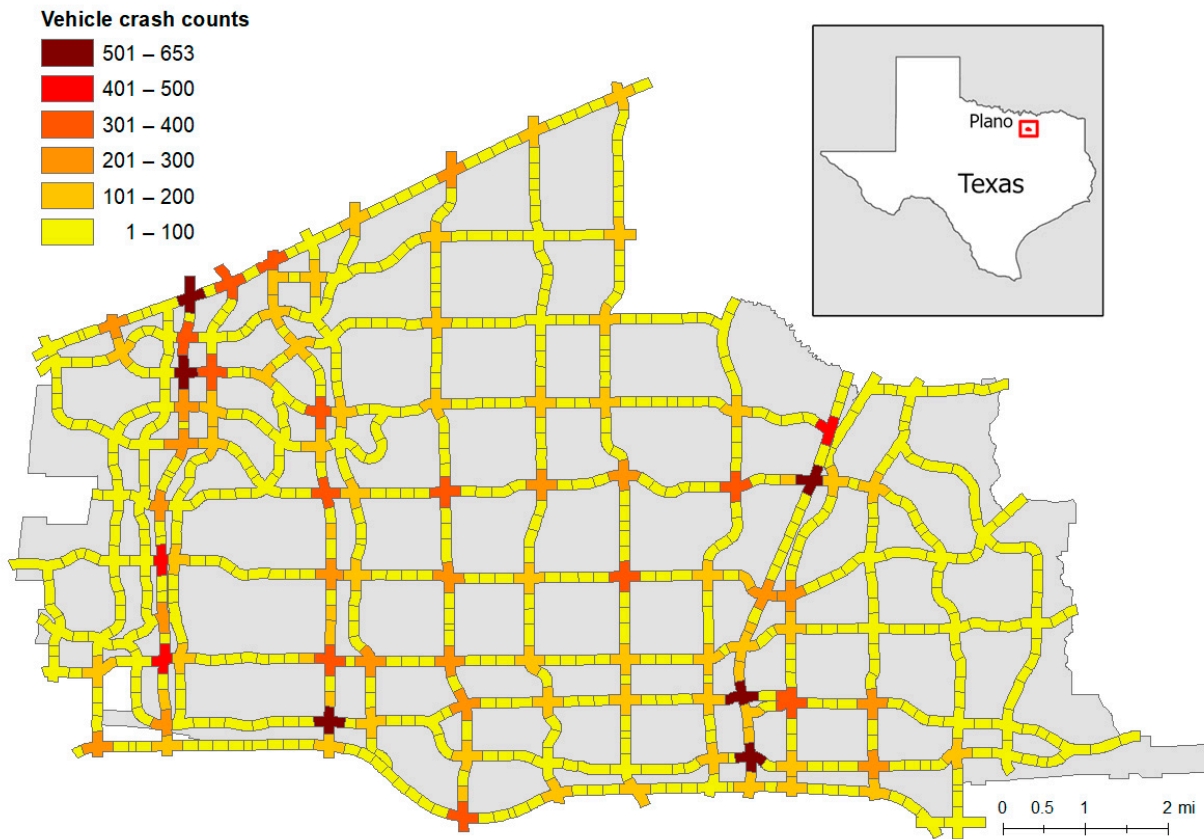 Vehicle crash counts
501 – 653
401 – 500
301 – 400
201 – 300
101 – 200
1 – 100
Plano
Texas
0 0.5 1 2 mi